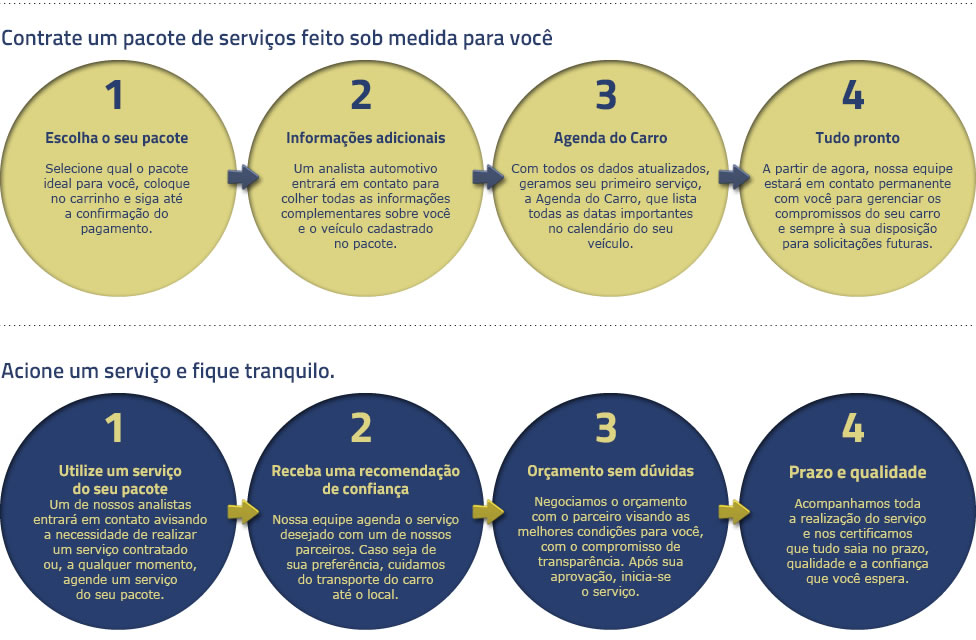 Contrate um pacote de serviços feito sob medida para você
1
Escolha o seu pacote
Selecione qual o pacote
ideal para você, coloque
no carrinho e siga até
a confirmação do
pagamento.
2
Informações adicionais
Um analista automotivo
entrará em contato para
colher todas as informações
complementares sobre você
e o veículo cadastrado
no pacote.
3
Agenda do Carro
Com todos os dados atualizados,
geramos seu primeiro serviço,
a Agenda do Carro, que lista
todas as datas importantes
no calendário do seu
veículo.
4
Tudo pronto
A partir de agora, nossa equipe
estará em contato permanente
com você para gerenciar os
compromissos do seu carro
e sempre à sua disposição
para solicitações futuras.
Acione um serviço e fique tranquilo.
1
Utilize um serviço
do seu pacote
Um de nossos analistas
entrará em contato avisando
a necessidade de realizar
um serviço contratado
ou, a qualquer momento,
agende um serviço
do seu pacote.
2
Receba uma recomendação
de confiança
Nossa equipe agenda o serviço
desejado com um de nossos
parceiros. Caso seja de
sua preferência, cuidamos
do transporte do carro
até o local.
3
Orçamento sem dúvidas
Negociamos o orçamento
com o parceiro visando as
melhores condições para você,
com o compromisso de
transparência. Após sua
aprovação, inicia-se
o serviço.
4
Prazo e qualidade
Acompanhamos toda
a realização do serviço
e nos certificamos
que tudo saia no prazo,
qualidade e a confiança
que você espera.